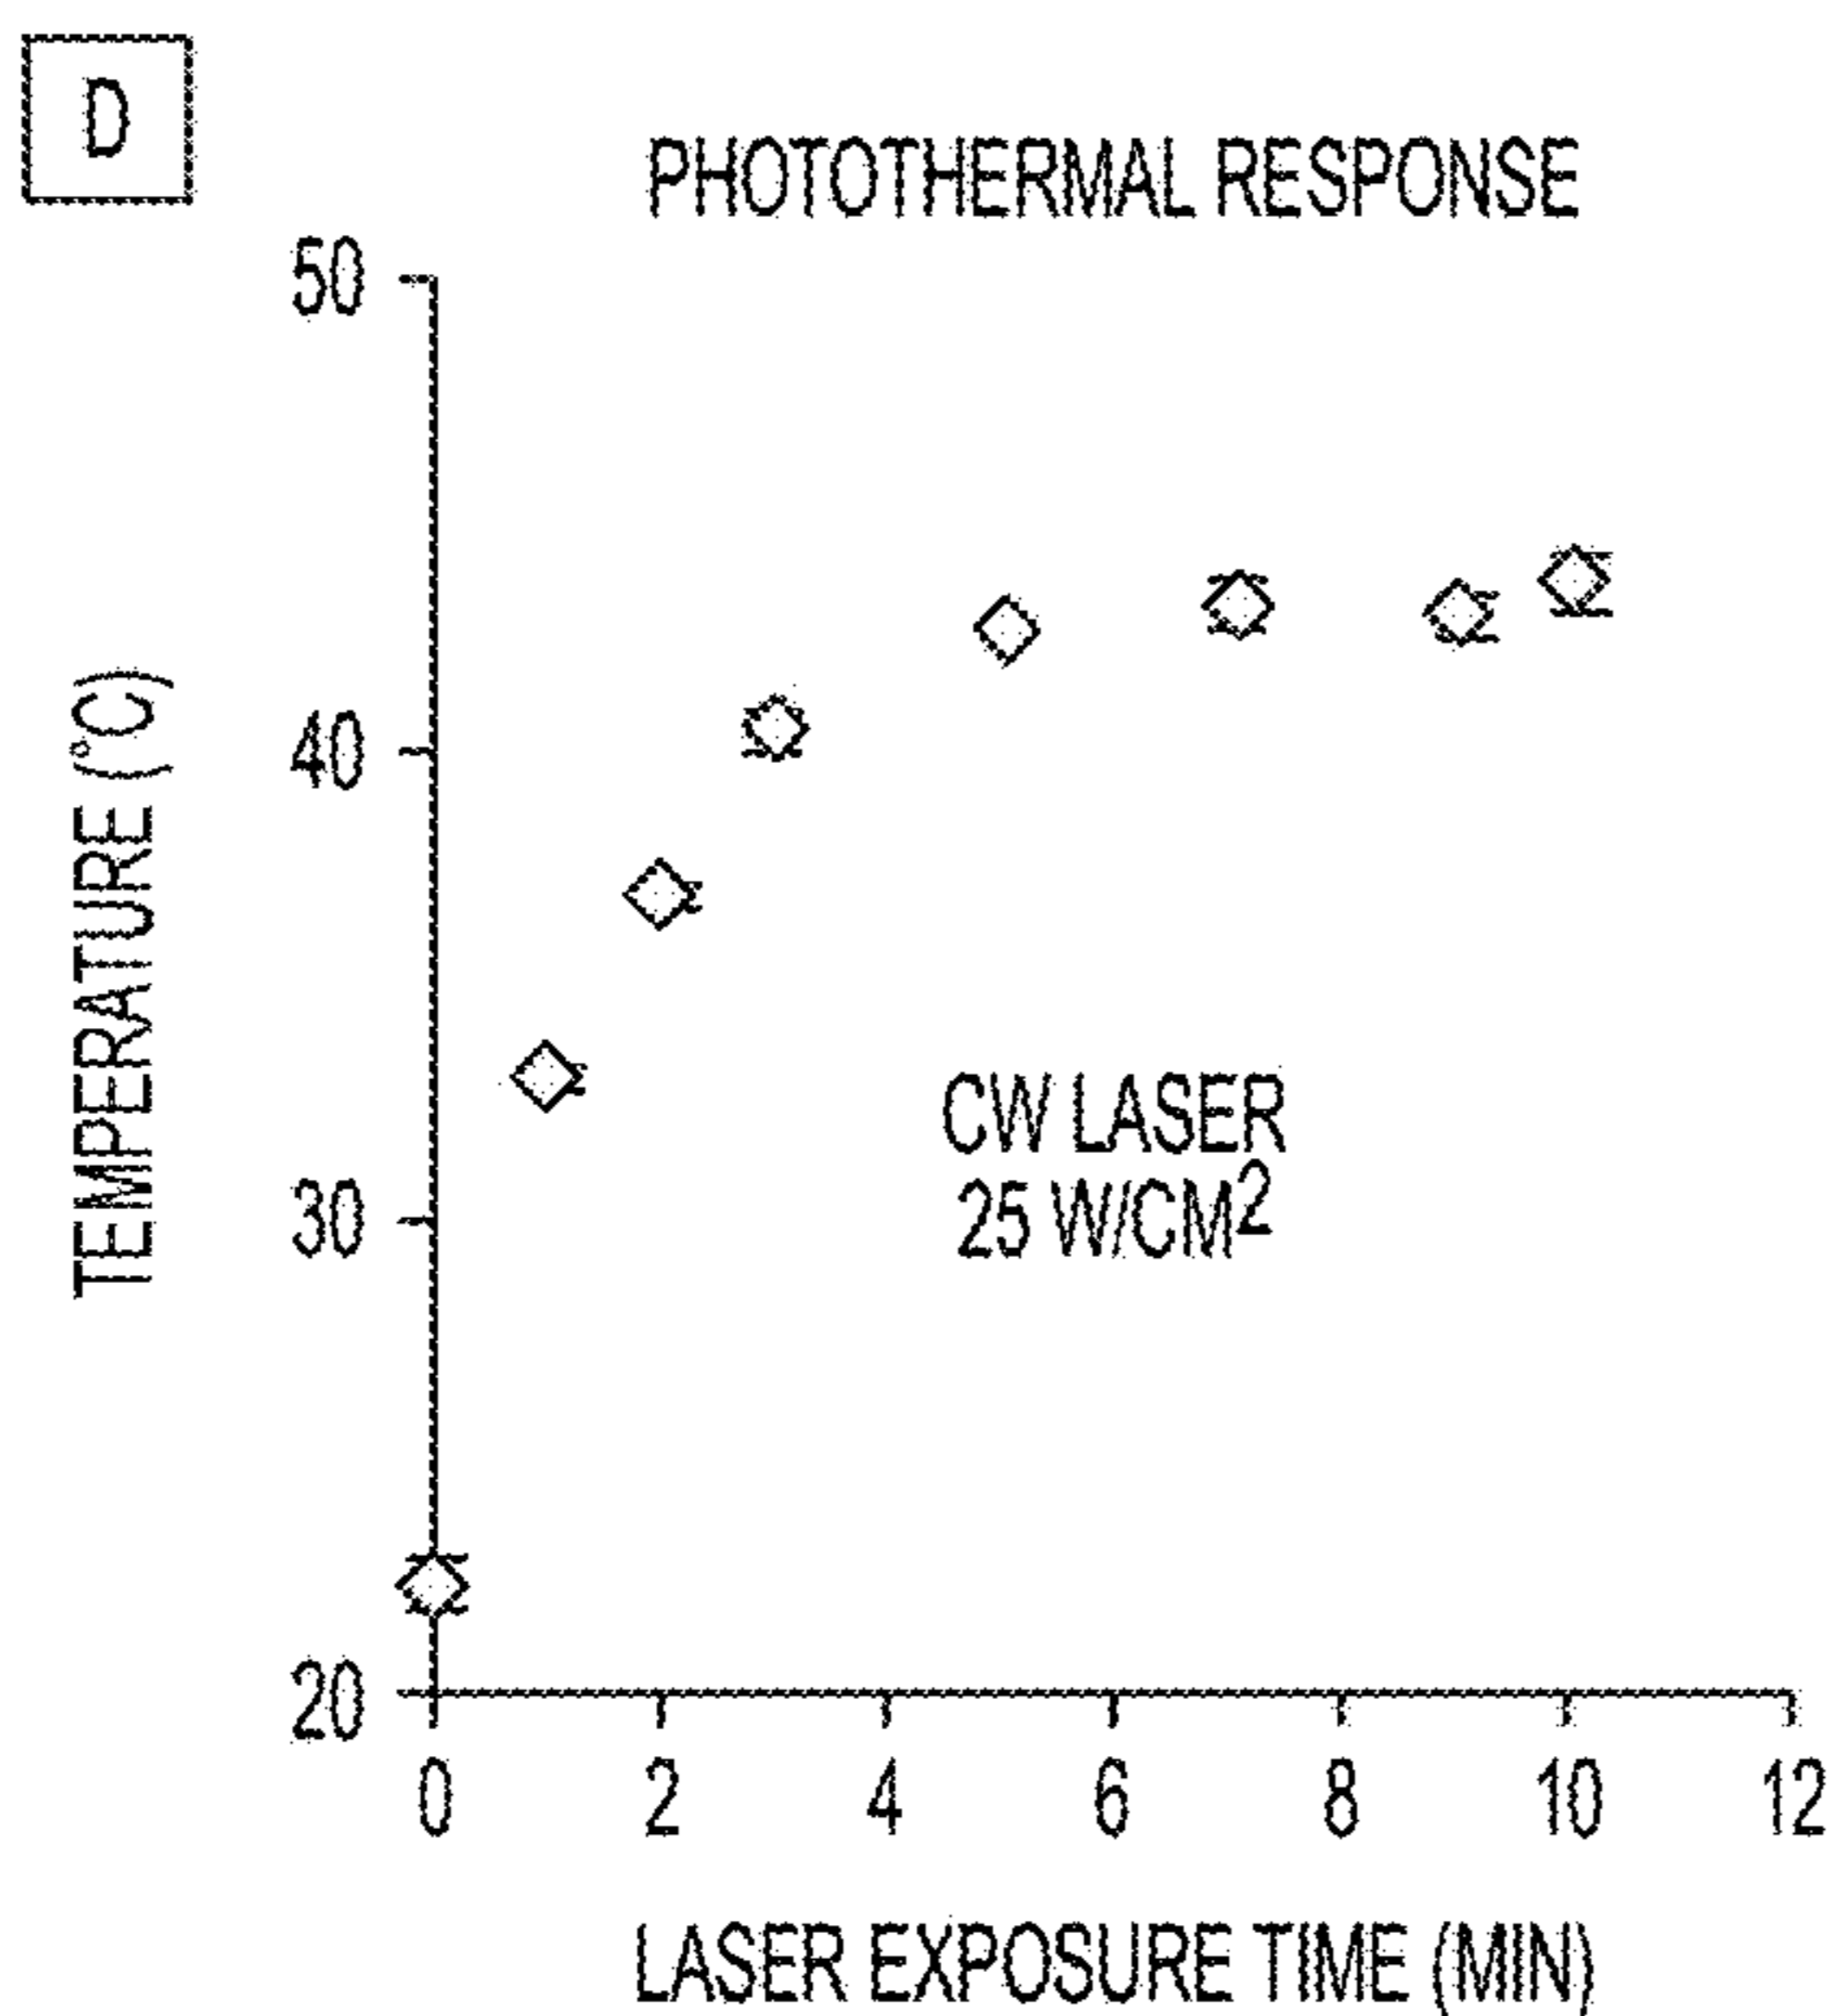 D
PHOTOTHERMAL RESPONSE
50
40
30
20
TEMPERATURE (°C)
CW LASER
25 W/CM²
0 2 4 6 8 10 12
LASER EXPOSURE TIME (MIN)